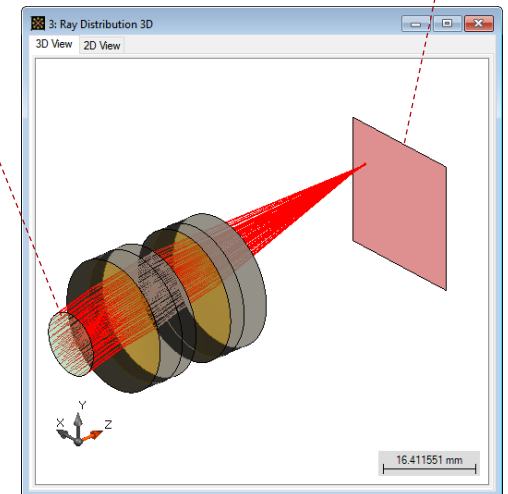 3: Ray Distribution 3D
3D View 2D View
Y
X Z
16.411551 mm